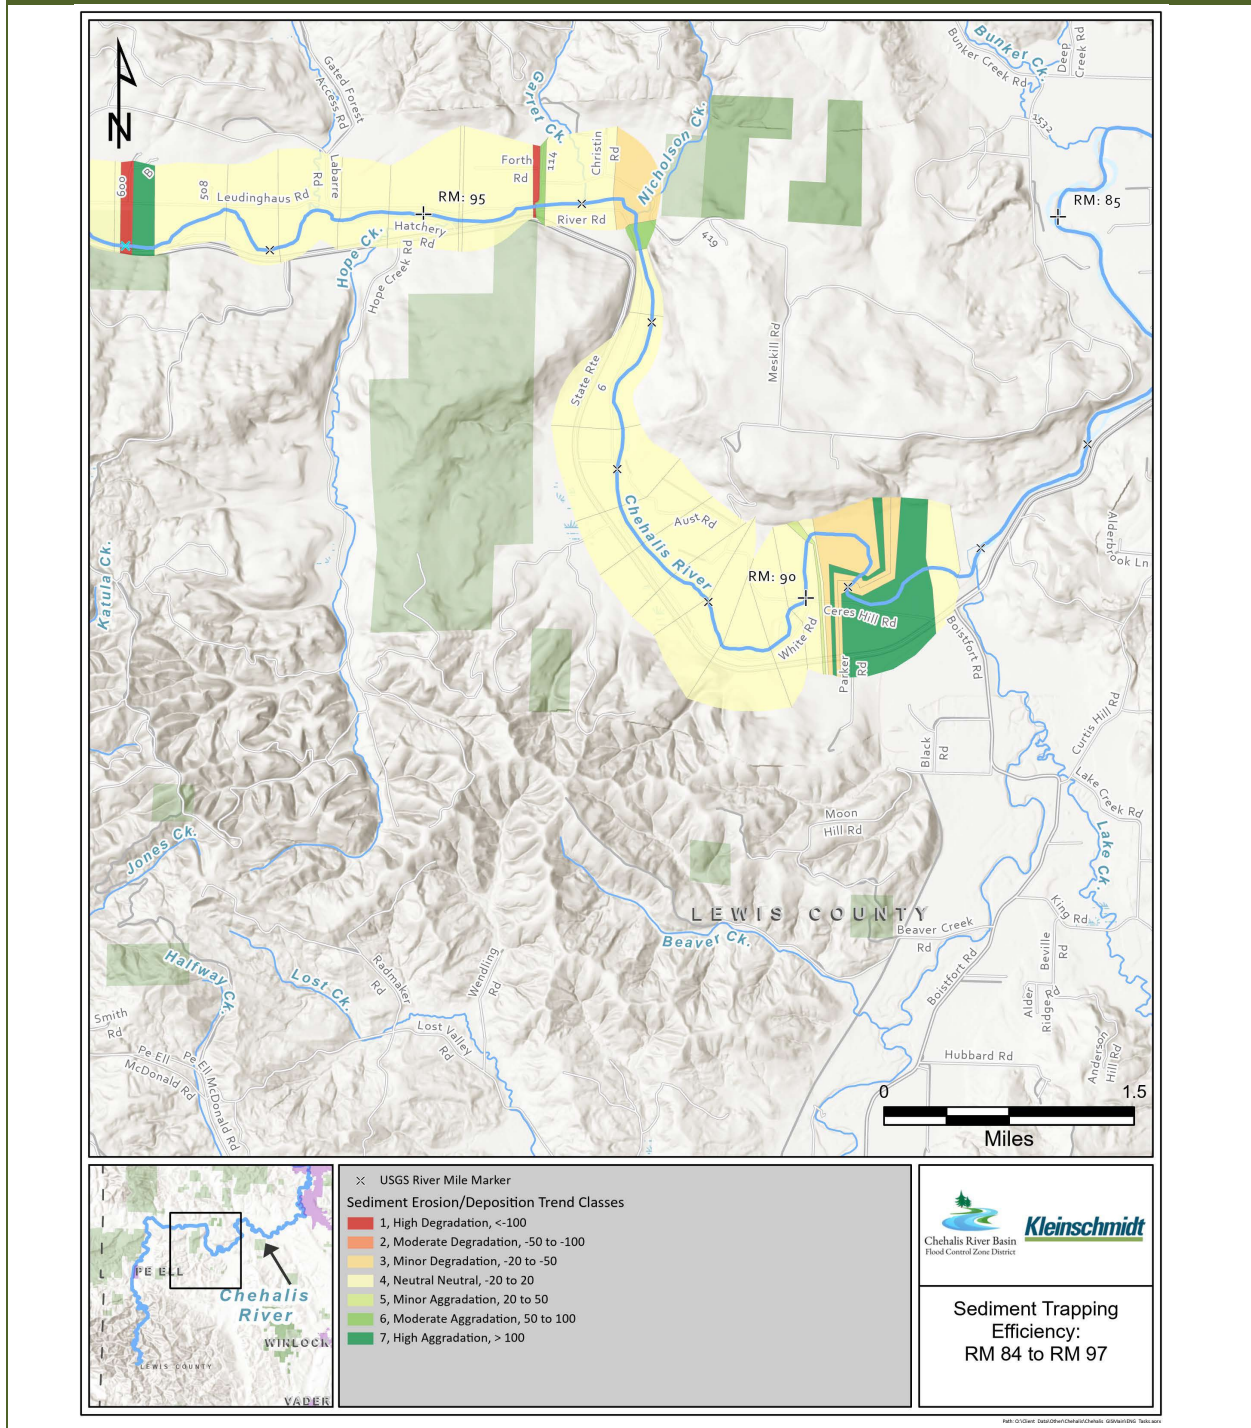 Bunker Ck.
Bunker Creek Rd
Deep
Creek Rd
Gated Forest
Access Rd
Garret Ck.
Nicholson Ck.
1532
N
600
8
508
Leudinghaus Rd
Labarre
Rd
RM: 95
Hatchery
Rd
Forth
Rd
114
Christin
Rd
River Rd
RM: 85
419
Hope Ck.
Hope Creek Rd
Meskill Rd
State Rte
6
Chehalis River
Aust Rd
RM: 90
White Rd
Ceres Hill Rd
Parker
Rd
Katula Ck.
Alderbrook Ln
Boistfort Rd
Black
Rd
Curtis Hill Rd
Lake Creek Rd
Moon
Hill Rd
Lake Ck.
Jones Ck.
LEWIS COUNTY
Beaver Ck.
Beaver Creek
Rd
King Rd
Beville
Rd
Boistfort Rd
Halfway Ck.
Lost Ck.
Radmaker
Rd
Wendling
Rd
Alder
Ridge Rd
Smith
Rd
Lost Valley
Rd
Pe Ell
McDonald Rd
Pe Ell McDonald Rd
Hubbard Rd
Anderson
Hill Rd
0 1.5
Miles
PE ELL
Chehalis
River
WINLOCK
LEWIS COUNTY
VADER
USGS River Mile Marker
Sediment Erosion/Deposition Trend Classes
1, High Degradation, <-100
2, Moderate Degradation, -50 to -100
3, Minor Degradation, -20 to -50
4, Neutral Neutral, -20 to 20
5, Minor Aggradation, 20 to 50
6, Moderate Aggradation, 50 to 100
7, High Aggradation, > 100
Chehalis River Basin
Flood Control Zone District
Kleinschmidt
Sediment Trapping
Efficiency:
RM 84 to RM 97